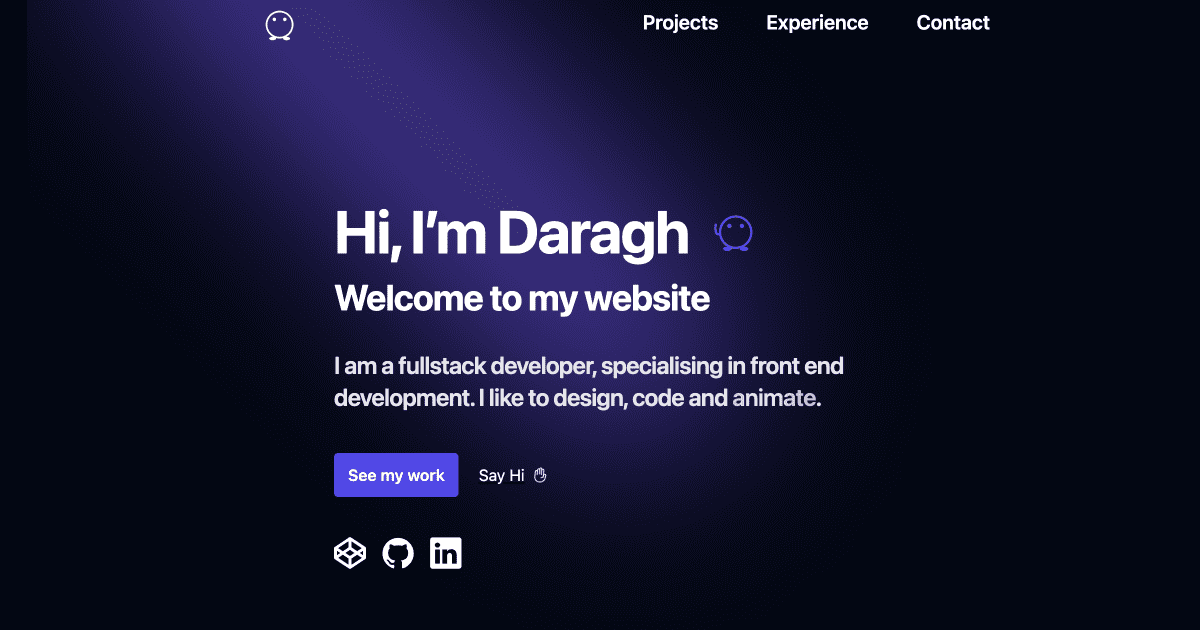 Projects Experience Contact
Hi, I’m Daragh
Welcome to my website
I am a fullstack developer, specialising in front end
development. I like to design, code and animate.
See my work Say Hi
in